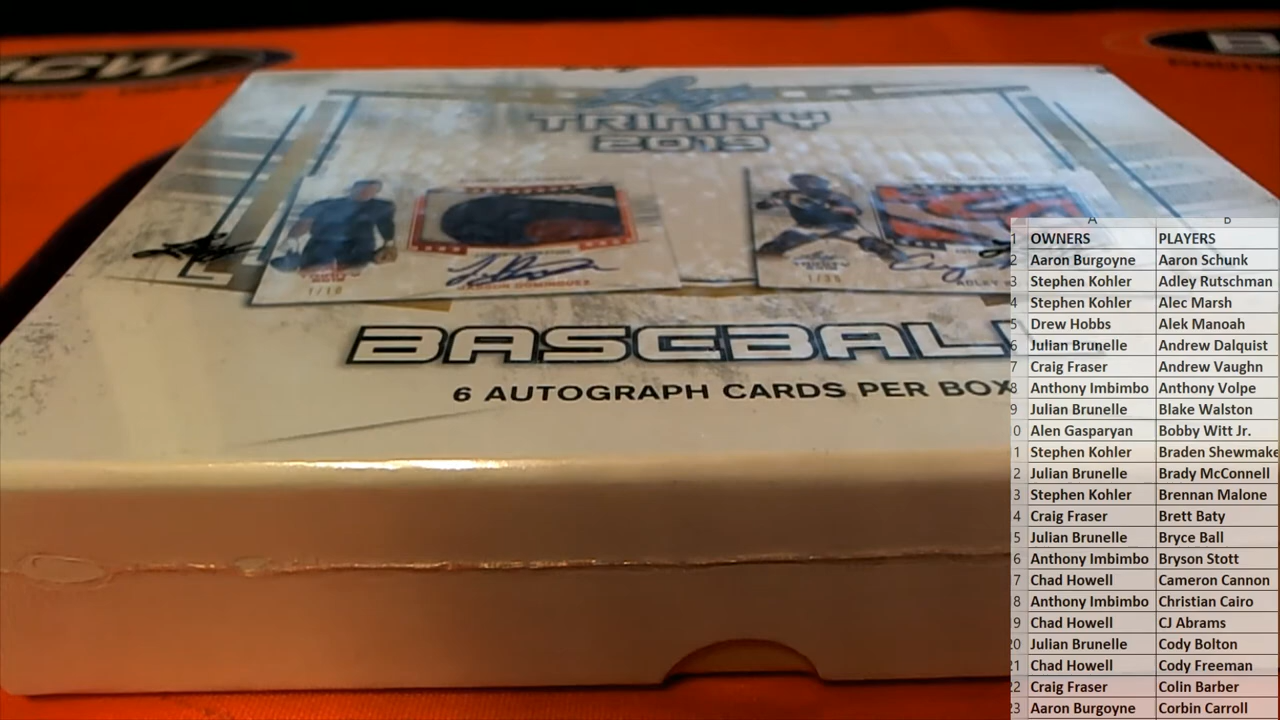 BCW
Leaf
TRINITY
2019
1/10
BASEBALL
6 AUTOGRAPH CARDS PER BOX
A B
1 OWNERS PLAYERS
2 Aaron Burgoyne Aaron Schunk
3 Stephen Kohler Adley Rutschman
4 Stephen Kohler Alec Marsh
5 Drew Hobbs Alek Manoah
6 Julian Brunelle Andrew Dalquist
7 Craig Fraser Andrew Vaughn
8 Anthony Imbimbo Anthony Volpe
9 Julian Brunelle Blake Walston
0 Alen Gasparyan Bobby Witt Jr.
1 Stephen Kohler Braden Shewmake
2 Julian Brunelle Brady McConnell
3 Stephen Kohler Brennan Malone
4 Craig Fraser Brett Baty
5 Julian Brunelle Bryce Ball
6 Anthony Imbimbo Bryson Stott
7 Chad Howell Cameron Cannon
8 Anthony Imbimbo Christian Cairo
9 Chad Howell CJ Abrams
20 Julian Brunelle Cody Bolton
21 Chad Howell Cody Freeman
22 Craig Fraser Colin Barber
23 Aaron Burgoyne Corbin Carroll